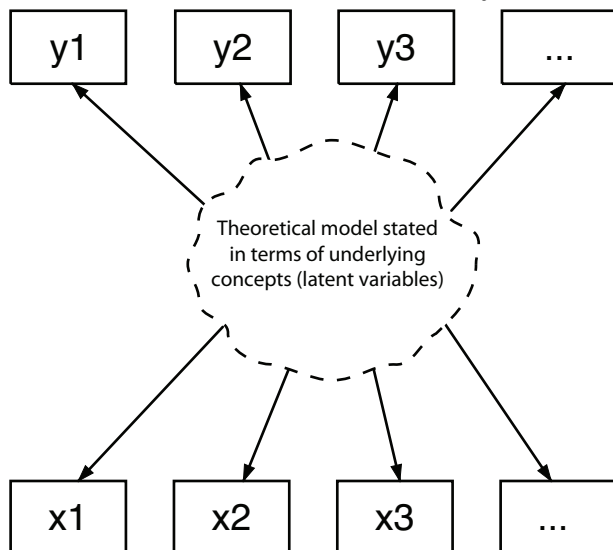 y1
y2
y3
...
Theoretical model stated
in terms of underlying
concepts (latent variables)
x1
x2
x3
...